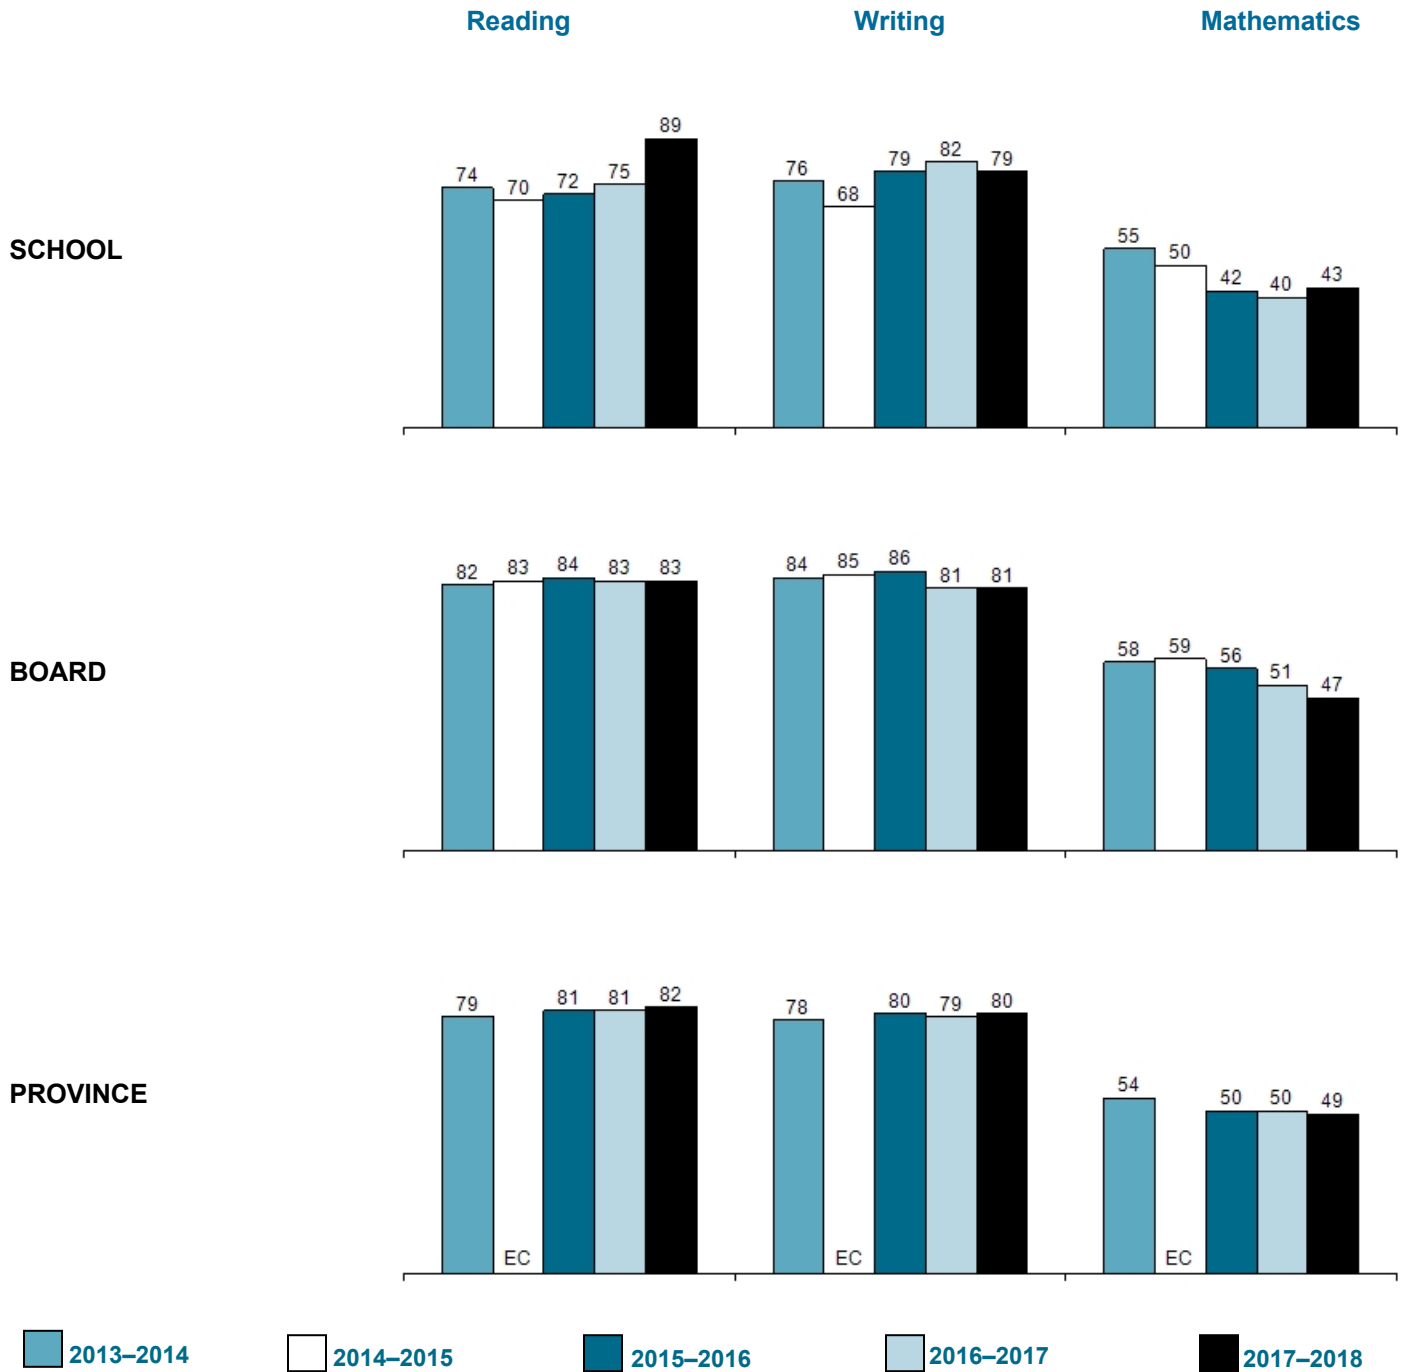 Reading Writing Mathematics
SCHOOL
74 70 72 75 89 76 68 79 82 79 55 50 42 40 43
BOARD
82 83 84 83 83 84 85 86 81 81 58 59 56 51 47
PROVINCE
79 EC 81 81 82 78 EC 80 79 80 54 EC 50 50 49
2013–2014 2014–2015 2015–2016 2016–2017 2017–2018